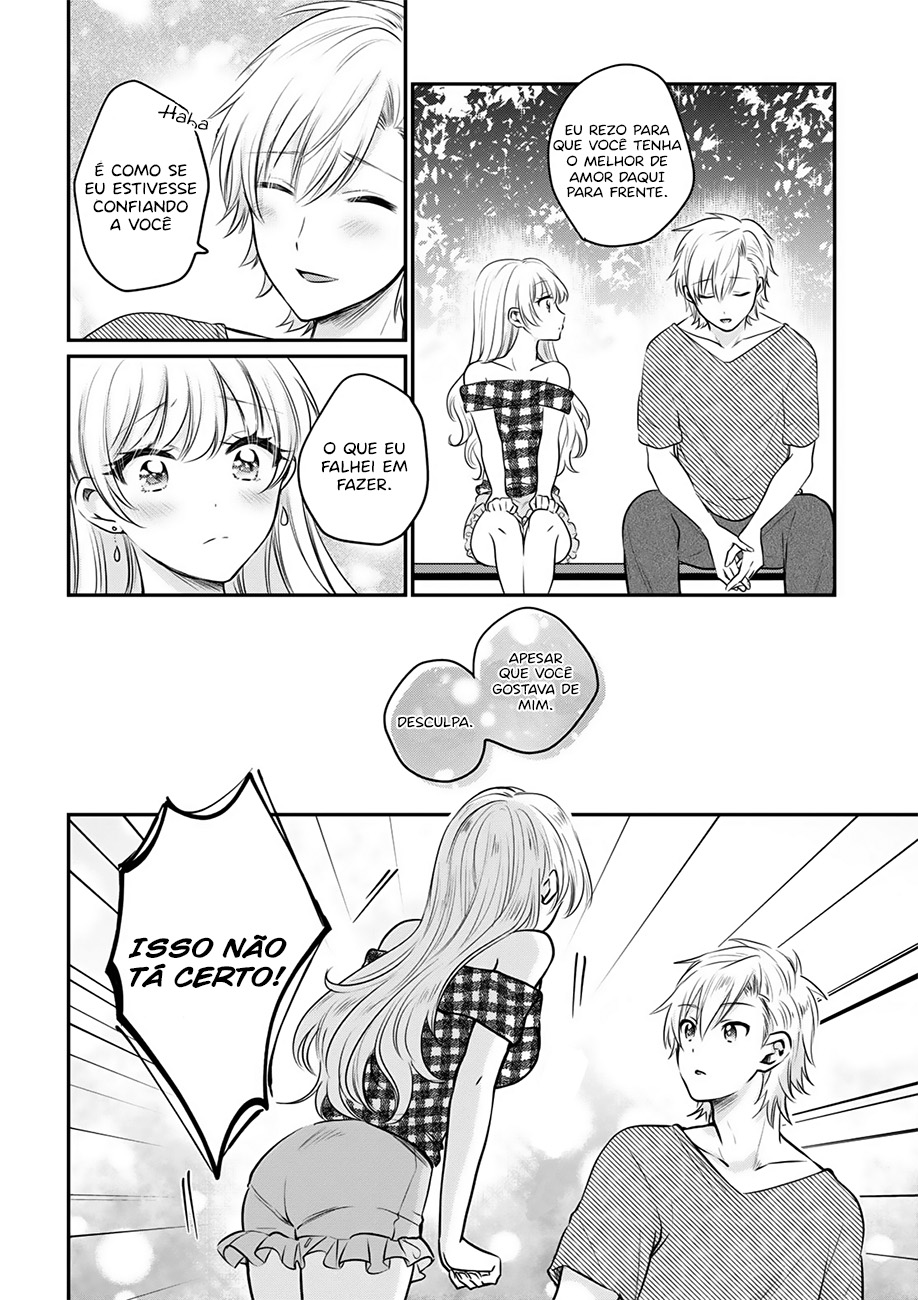 EU REZO PARA
QUE VOCÊ TENHA
O MELHOR DE
AMOR DAQUI
PARA FRENTE.
Haha
É COMO SE
EU ESTIVESSE
CONFIANDO
A VOCÊ
O QUE EU
FALHEI EM
FAZER.
APESAR
QUE VOCÊ
GOSTAVA DE
MIM.
DESCULPA.
ISSO NÃO
TÁ CERTO!